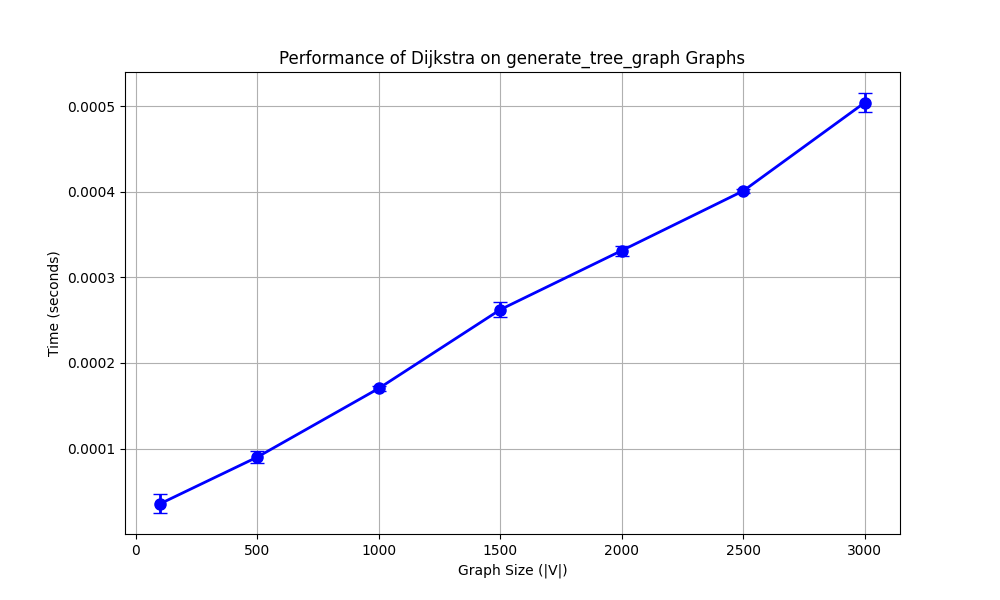 Performance of Dijkstra on generate_tree_graph Graphs
0.0005
0.0004
0.0003
0.0002
0.0001
Time (seconds)
0 500 1000 1500 2000 2500 3000
Graph Size (|V|)